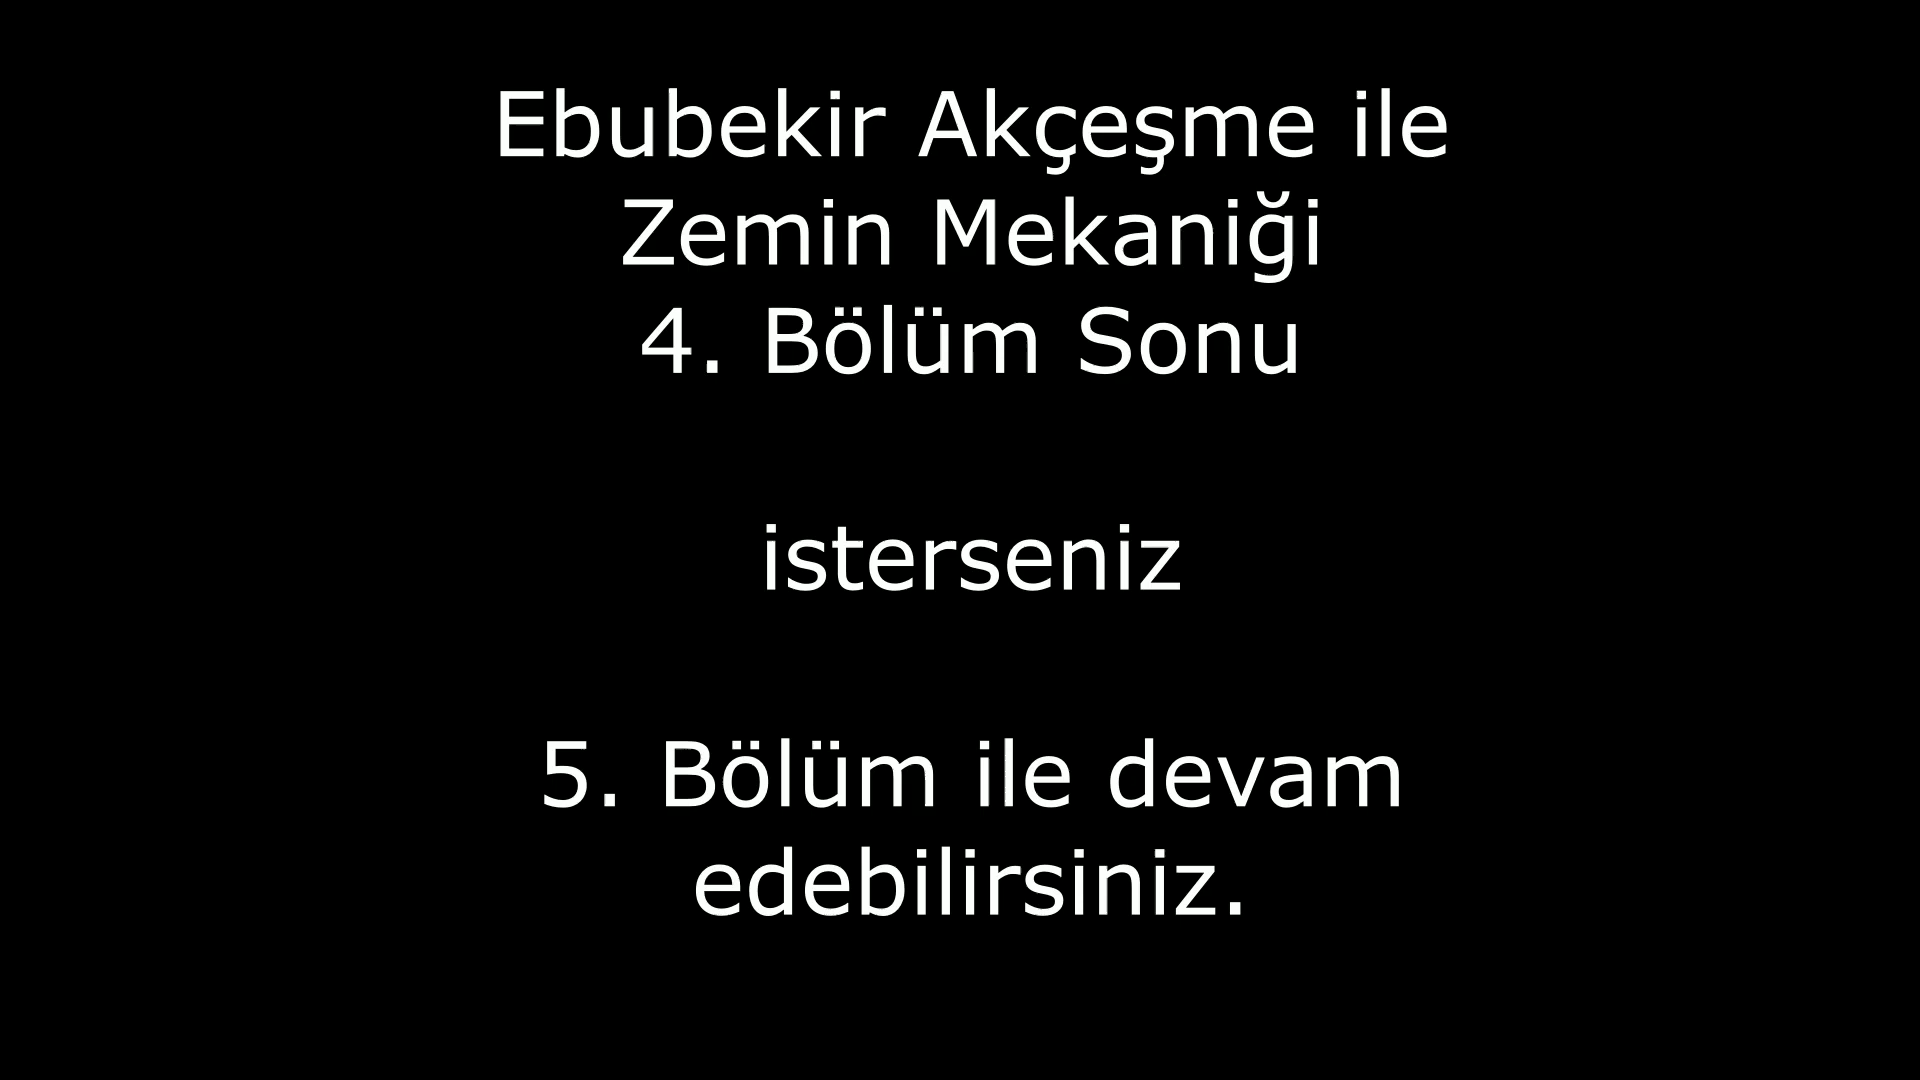 Ebubekir Akçeşme ile
Zemin Mekaniği
4. Bölüm Sonu
isterseniz
5. Bölüm ile devam
edebilirsiniz.